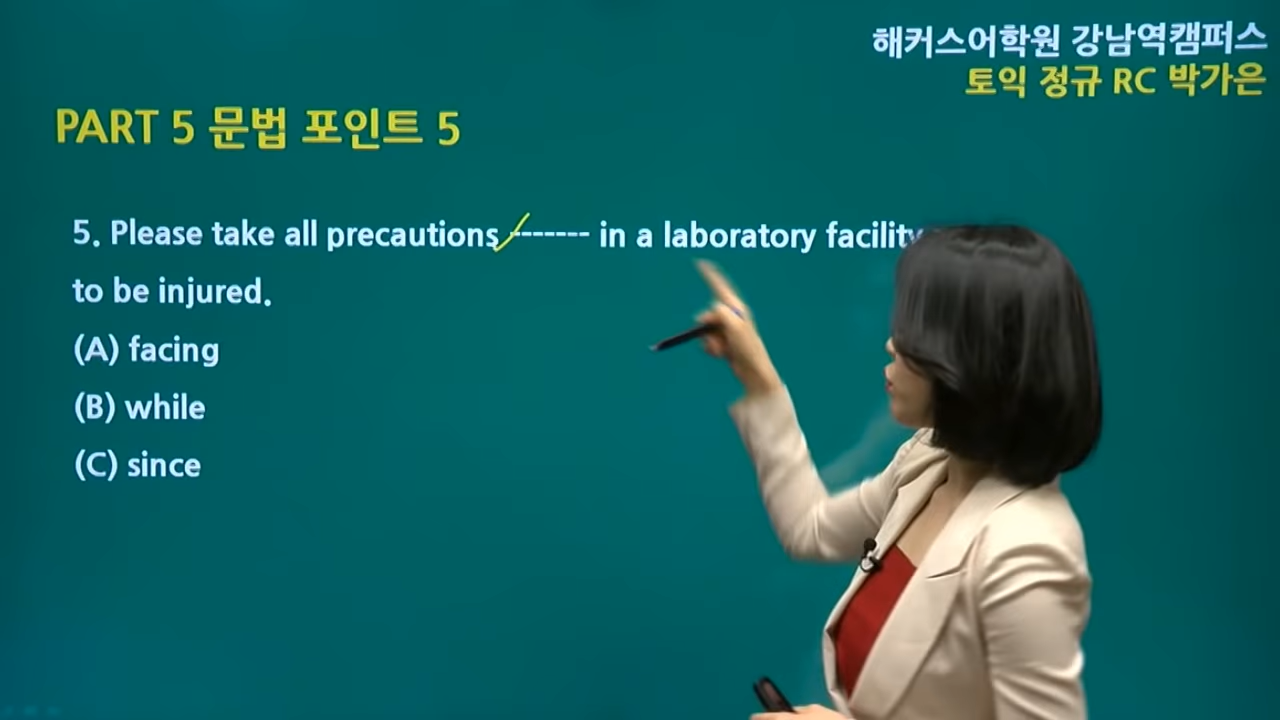 해커스어학원 강남역캠퍼스
토익 정규 RC 박가은
PART 5 문법 포인트 5
5. Please take all precautions ------- in a laboratory facility
to be injured.
(A) facing
(B) while
(C) since